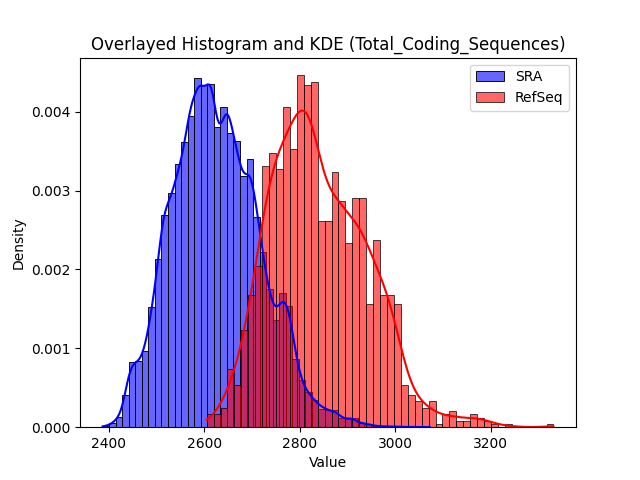 Overlayed Histogram and KDE (Total_Coding_Sequences)
SRA
RefSeq
0.004
0.003
0.002
0.001
0.000
Density
2400 2600 2800 3000 3200
Value